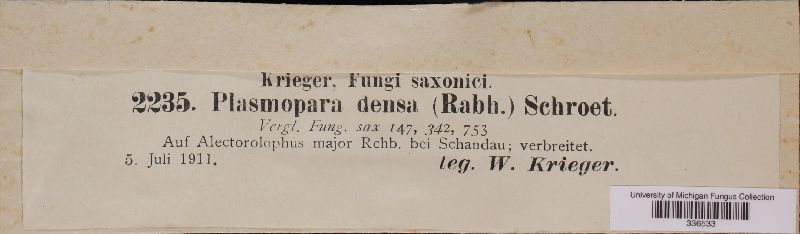 Krieger, Fungi saxonici.
2235. Plasmopara densa (Rabh.) Schroet.
Vergl. Fung. sax 147, 342, 753
Auf Alectorolophus major Rchb. bei Schandau; verbreitet.
5. Juli 1911. leg. W. Krieger.
University of Michigan Fungus Collection
336533